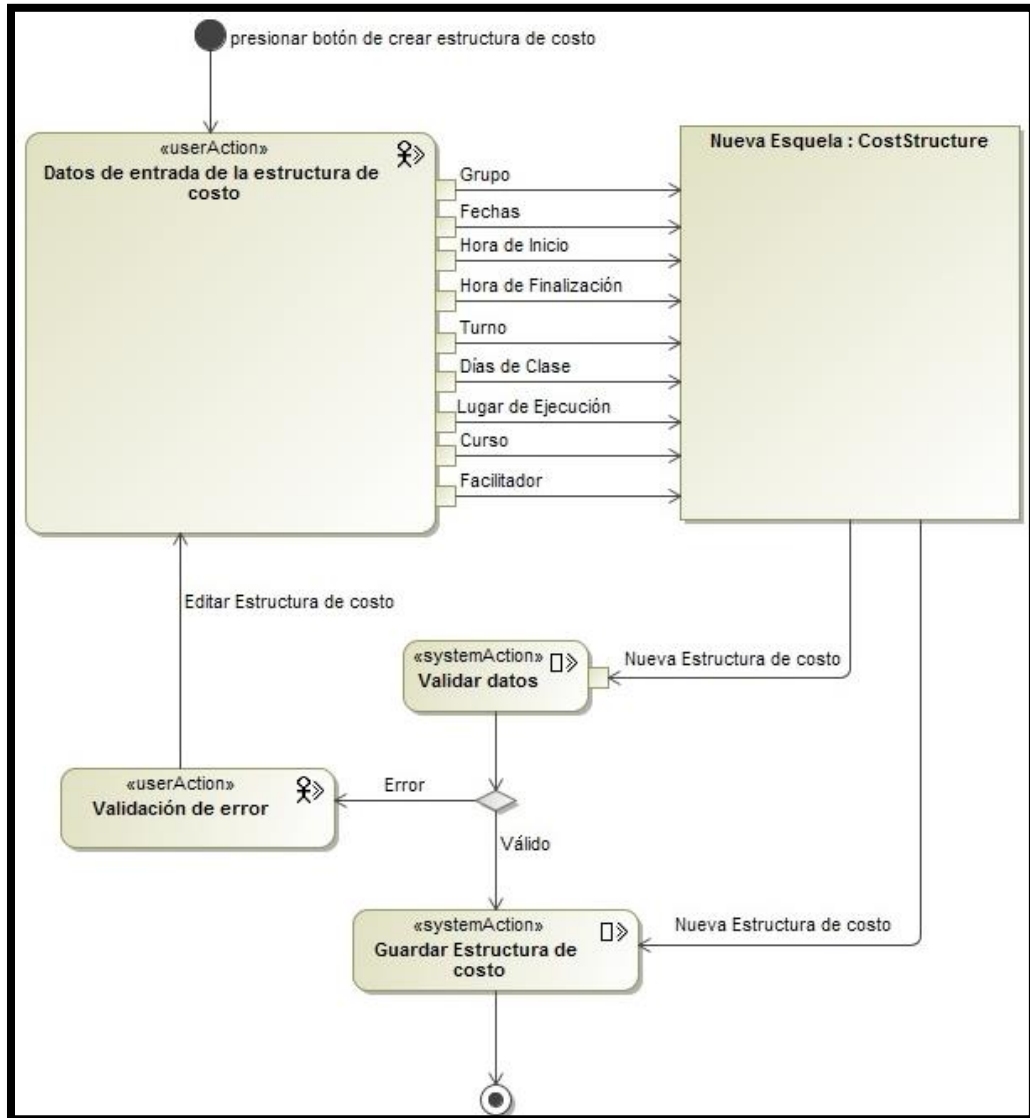 presionar botón de crear estructura de costo
«userAction»
Datos de entrada de la estructura de
costo
Nueva Esquela : CostStructure
Grupo
Fechas
Hora de Inicio
Hora de Finalización
Turno
Días de Clase
Lugar de Ejecución
Curso
Facilitador
Editar Estructura de costo
«systemAction»
Validar datos
Nueva Estructura de costo
«userAction»
Validación de error
Error
Válido
«systemAction»
Guardar Estructura de
costo
Nueva Estructura de costo